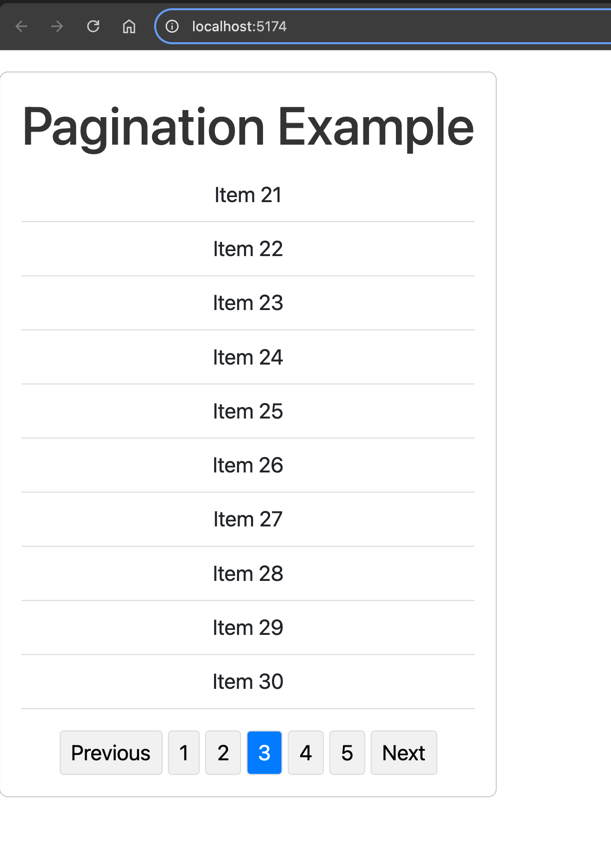 localhost:5174
Pagination Example
Item 21
Item 22
Item 23
Item 24
Item 25
Item 26
Item 27
Item 28
Item 29
Item 30
Previous 1 2 3 4 5 Next